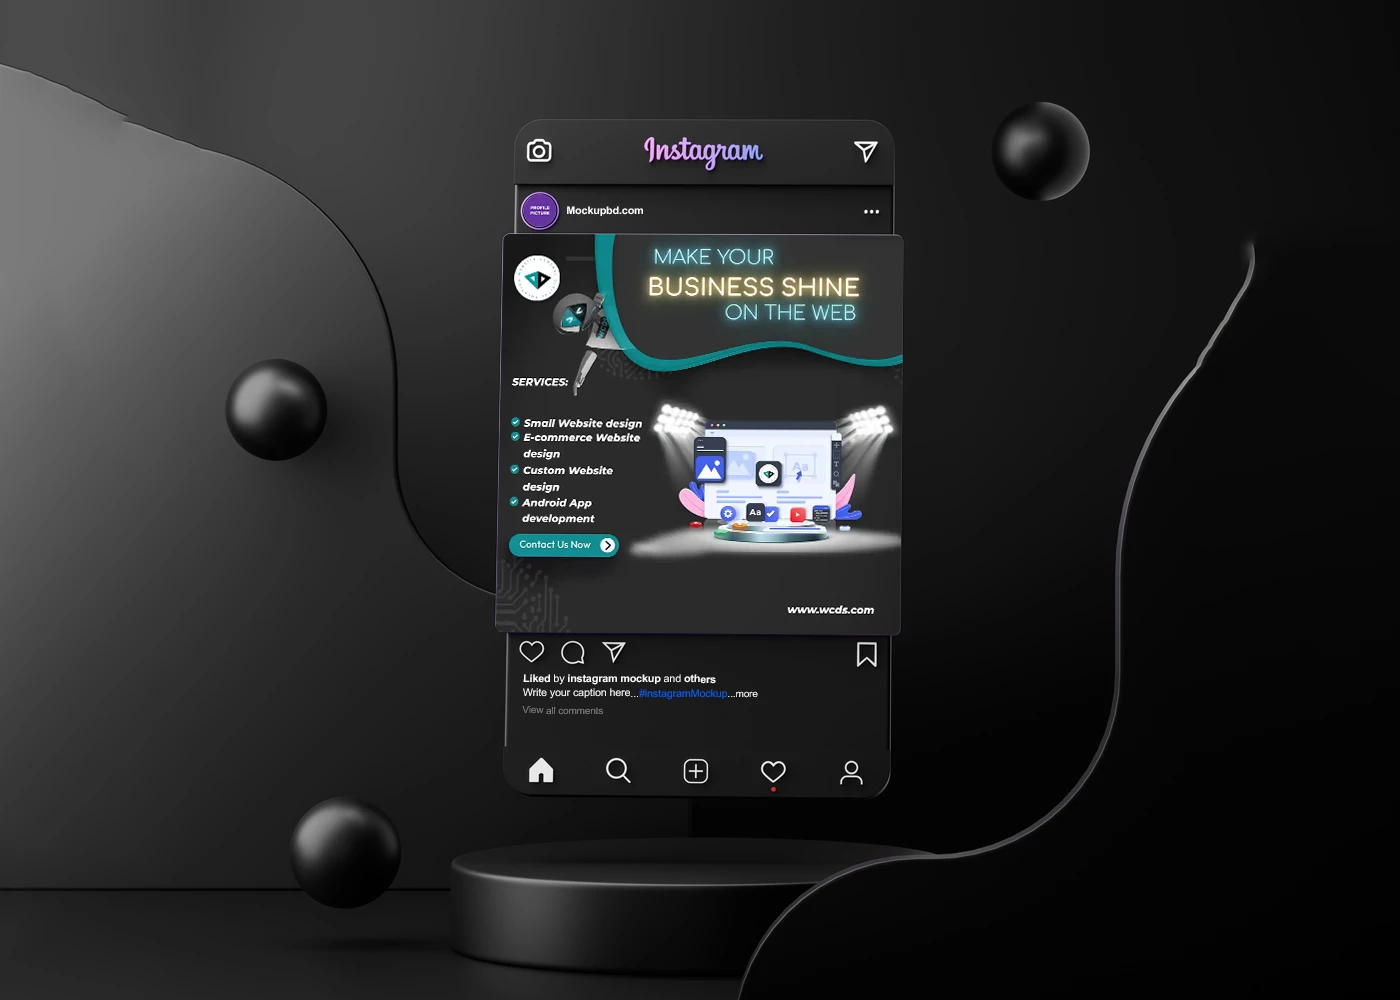 Instagram
PROFILE
PICTURE
Mockupbd.com
MAKE YOUR
BUSINESS SHINE
ON THE WEB
SERVICES:
Small Website design
E-commerce Website
design
Custom Website
design
Android App
development
Contact Us Now
Aa
Aa
www.wcds.com
Liked by instagram mockup and others
Write your caption here...#instagramMockup...more
View all comments